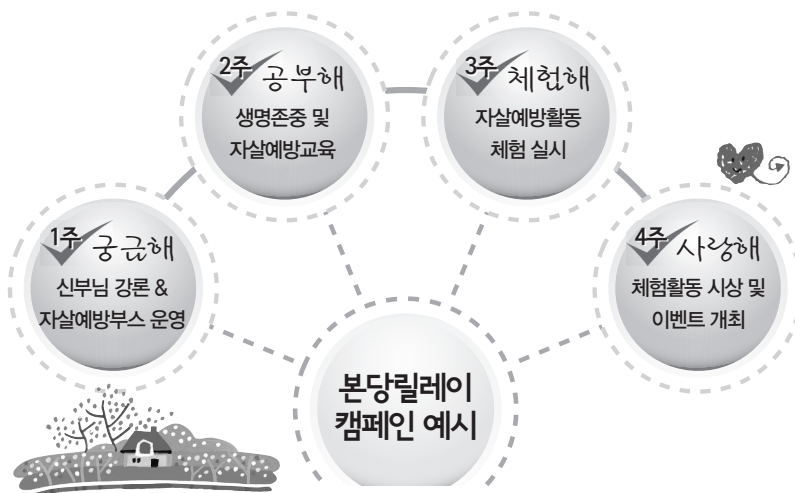 1주 궁금해
신부님 강론 &
자살예방부스 운영
2주 공부해
생명존중 및
자살예방교육
3주 체험해
자살예방활동
체험 실시
4주 사랑해
체험활동 시상 및
이벤트 개최
본당릴레이
캠페인 예시